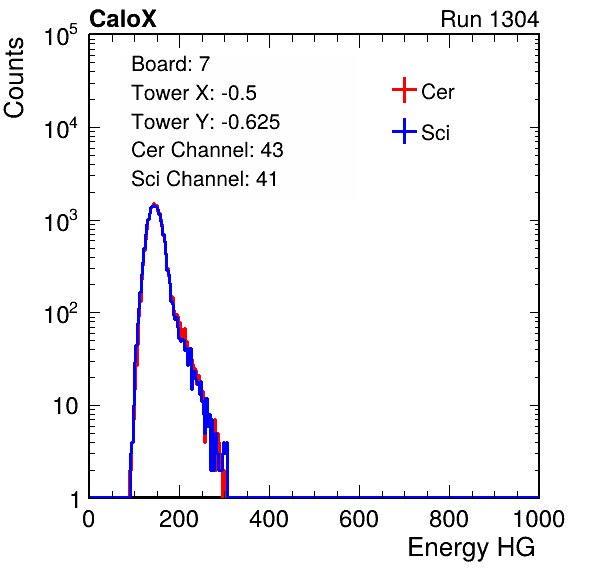 CaloX Run 1304
Board: 7
Tower X: -0.5
Tower Y: -0.625
Cer Channel: 43
Sci Channel: 41
Cer
Sci
Counts
10^5
10^4
10^3
10^2
10
1
0 200 400 600 800 1000
Energy HG